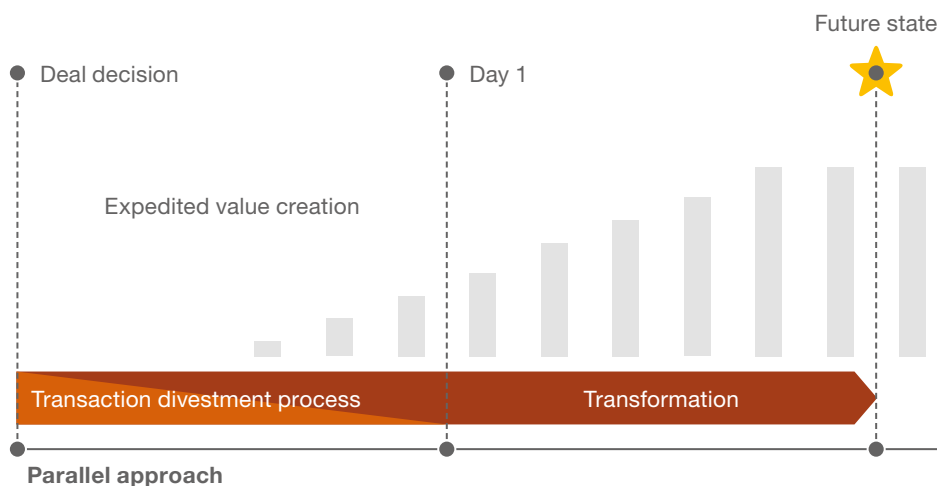 Future state
Deal decision
Day 1
Expedited value creation
Transaction divestment process
Transformation
Parallel approach